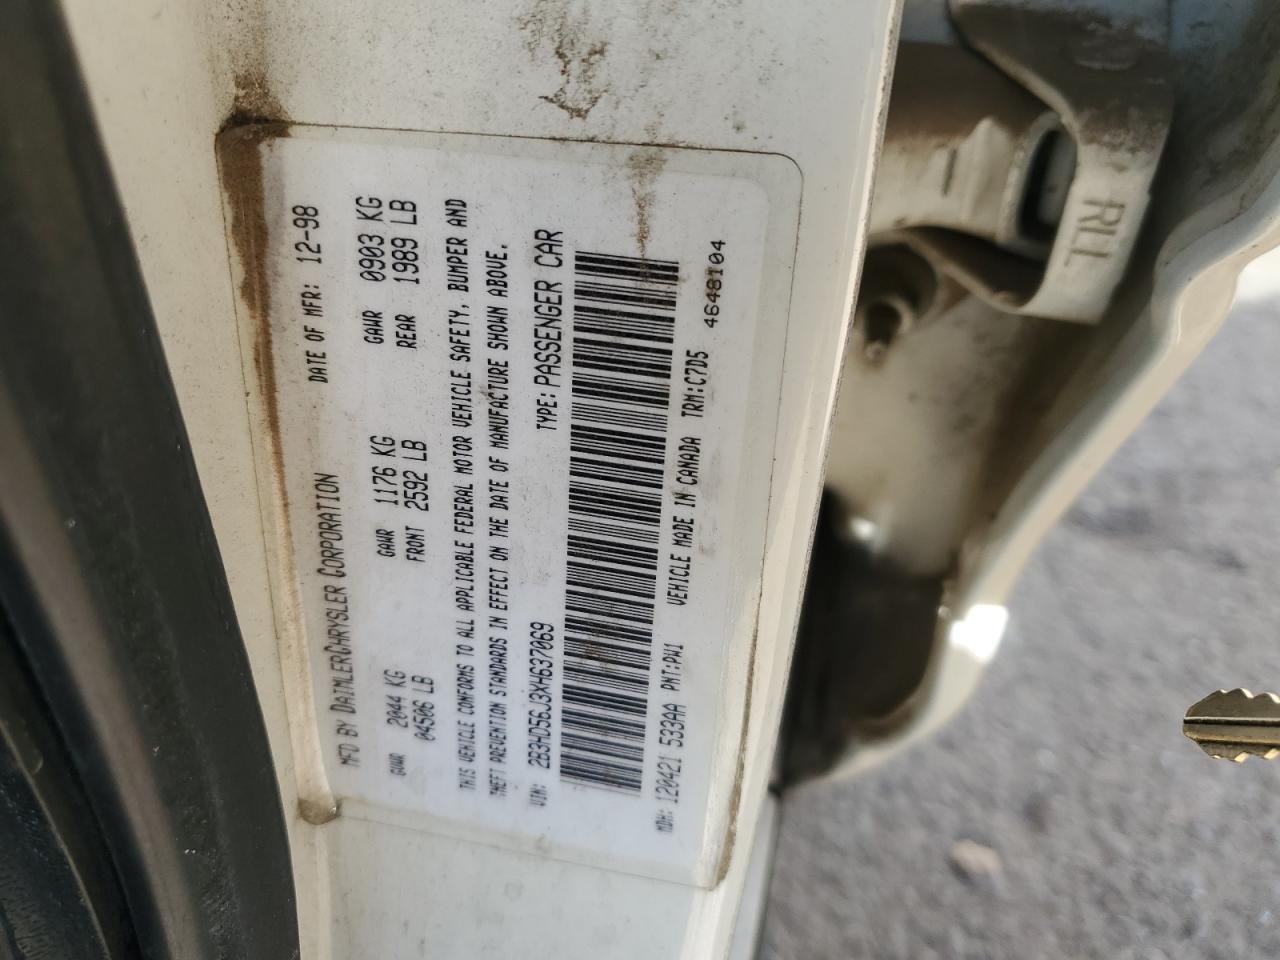 MFD BY DAIMLERCHRYSLER CORPORATION DATE OF MFR: 12-98
GVWR 2044 KG GAWR 1176 KG GAWR 0903 KG
04506 LB FRONT 2592 LB REAR 1989 LB
THIS VEHICLE CONFORMS TO ALL APPLICABLE FEDERAL MOTOR VEHICLE SAFETY, BUMPER AND
THEFT PREVENTION STANDARDS IN EFFECT ON THE DATE OF MANUFACTURE SHOWN ABOVE.
VIN: 2B3HD56J3XH637069 TYPE: PASSENGER CAR
MDH: 120421 533AA PNT:PW1 VEHICLE MADE IN CANADA TRM:C7D5
4648104
RLL